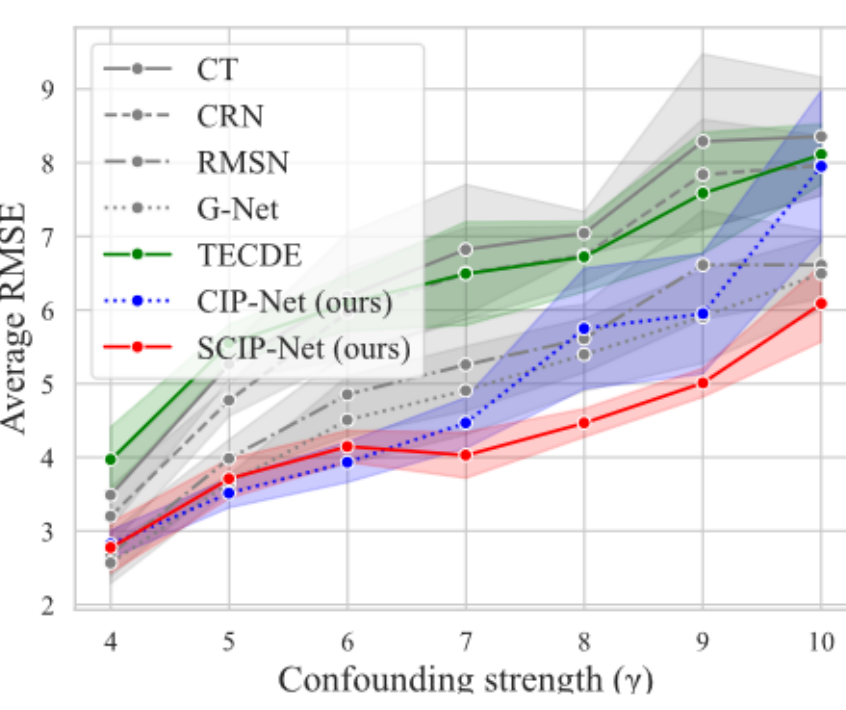 CT
CRN
RMSN
G-Net
TECDE
CIP-Net (ours)
SCIP-Net (ours)
Average RMSE
9
8
7
6
5
4
3
2
4 5 6 7 8 9 10
Confounding strength (γ)